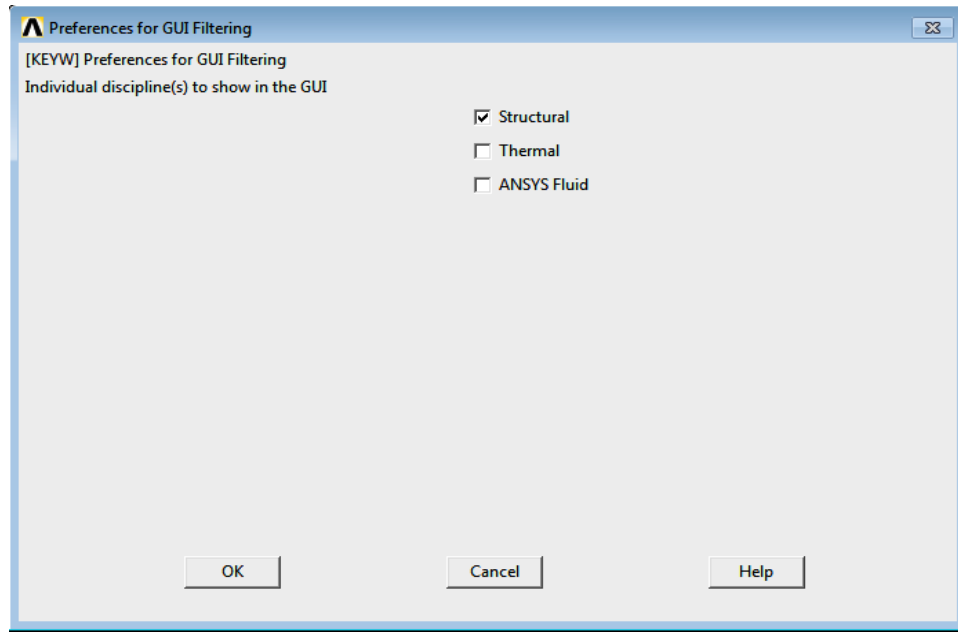 Preferences for GUI Filtering
[KEYW] Preferences for GUI Filtering
Individual discipline(s) to show in the GUI
Structural
Thermal
ANSYS Fluid
OK Cancel Help